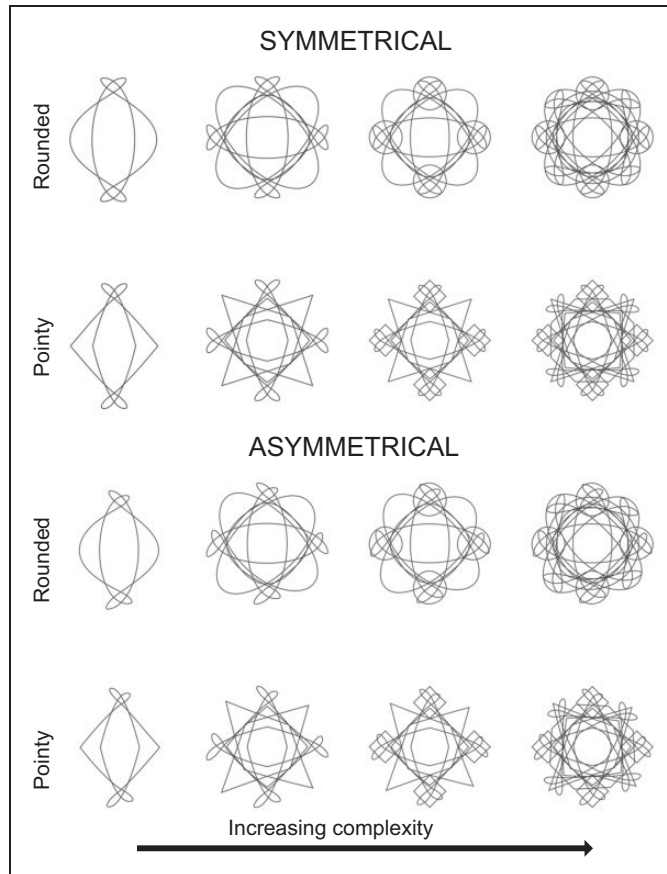 SYMMETRICAL
Rounded
Pointy
ASYMMETRICAL
Rounded
Pointy
Increasing complexity